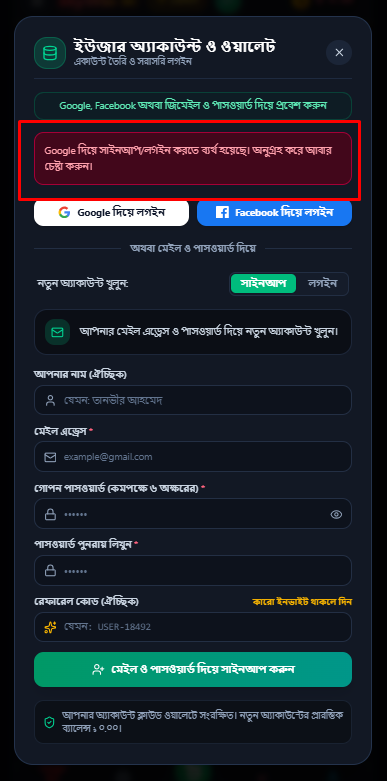 ইউজার অ্যাকাউন্ট ও ওয়ালেট
একাউন্ট তৈরি ও সরাসরি লগইন
Google, Facebook অথবা জিমেইল ও পাসওয়ার্ড দিয়ে প্রবেশ করুন
Google দিয়ে সাইনআপ/লগইন করতে ব্যর্থ হয়েছে। অনুগ্রহ করে আবার
চেষ্টা করুন।
Google দিয়ে লগইন
Facebook দিয়ে লগইন
অথবা মেইল ও পাসওয়ার্ড দিয়ে
নতুন অ্যাকাউন্ট খুলুন:
সাইনআপ
লগইন
আপনার মেইল এড্রেস ও পাসওয়ার্ড দিয়ে নতুন অ্যাকাউন্ট খুলুন।
আপনার নাম (ঐচ্ছিক)
যেমন: তানভীর আহমেদ
মেইল এড্রেস *
example@gmail.com
গোপন পাসওয়ার্ড (কমপক্ষে ৬ অক্ষরের) *
••••••
পাসওয়ার্ড পুনরায় লিখুন *
••••••
রেফারেল কোড (ঐচ্ছিক)
কারো ইনভাইট থাকলে দিন
যেমন: USER-18492
মেইল ও পাসওয়ার্ড দিয়ে সাইনআপ করুন
আপনার অ্যাকাউন্ট ক্লাউড ওয়ালেটে সংরক্ষিত। নতুন অ্যাকাউন্টের প্রারম্ভিক
ব্যালেন্স ৳ ০.০০।